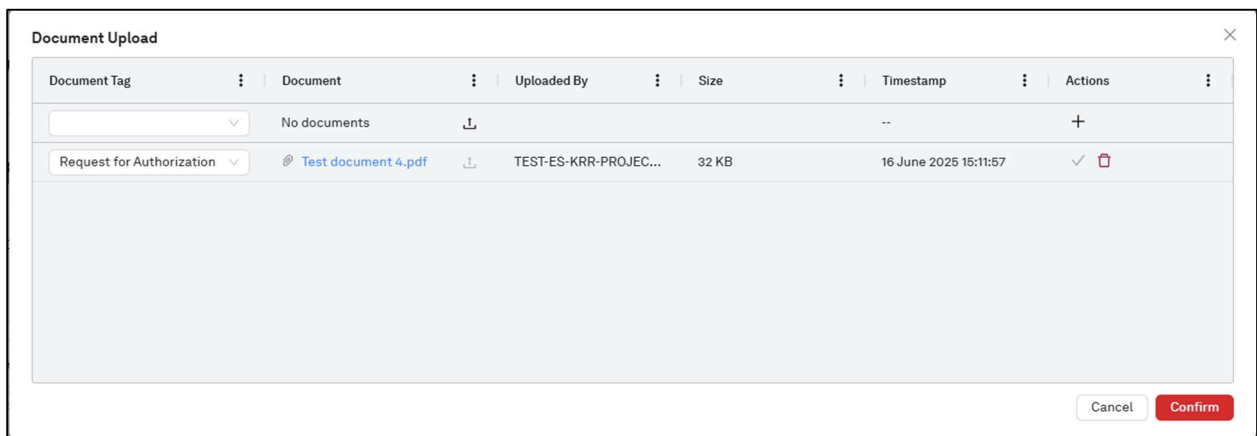 Document Upload
Document Tag Document Uploaded By Size Timestamp Actions
No documents --
Request for Authorization Test document 4.pdf TEST-ES-KRR-PROJEC... 32 KB 16 June 2025 15:11:57
Cancel Confirm